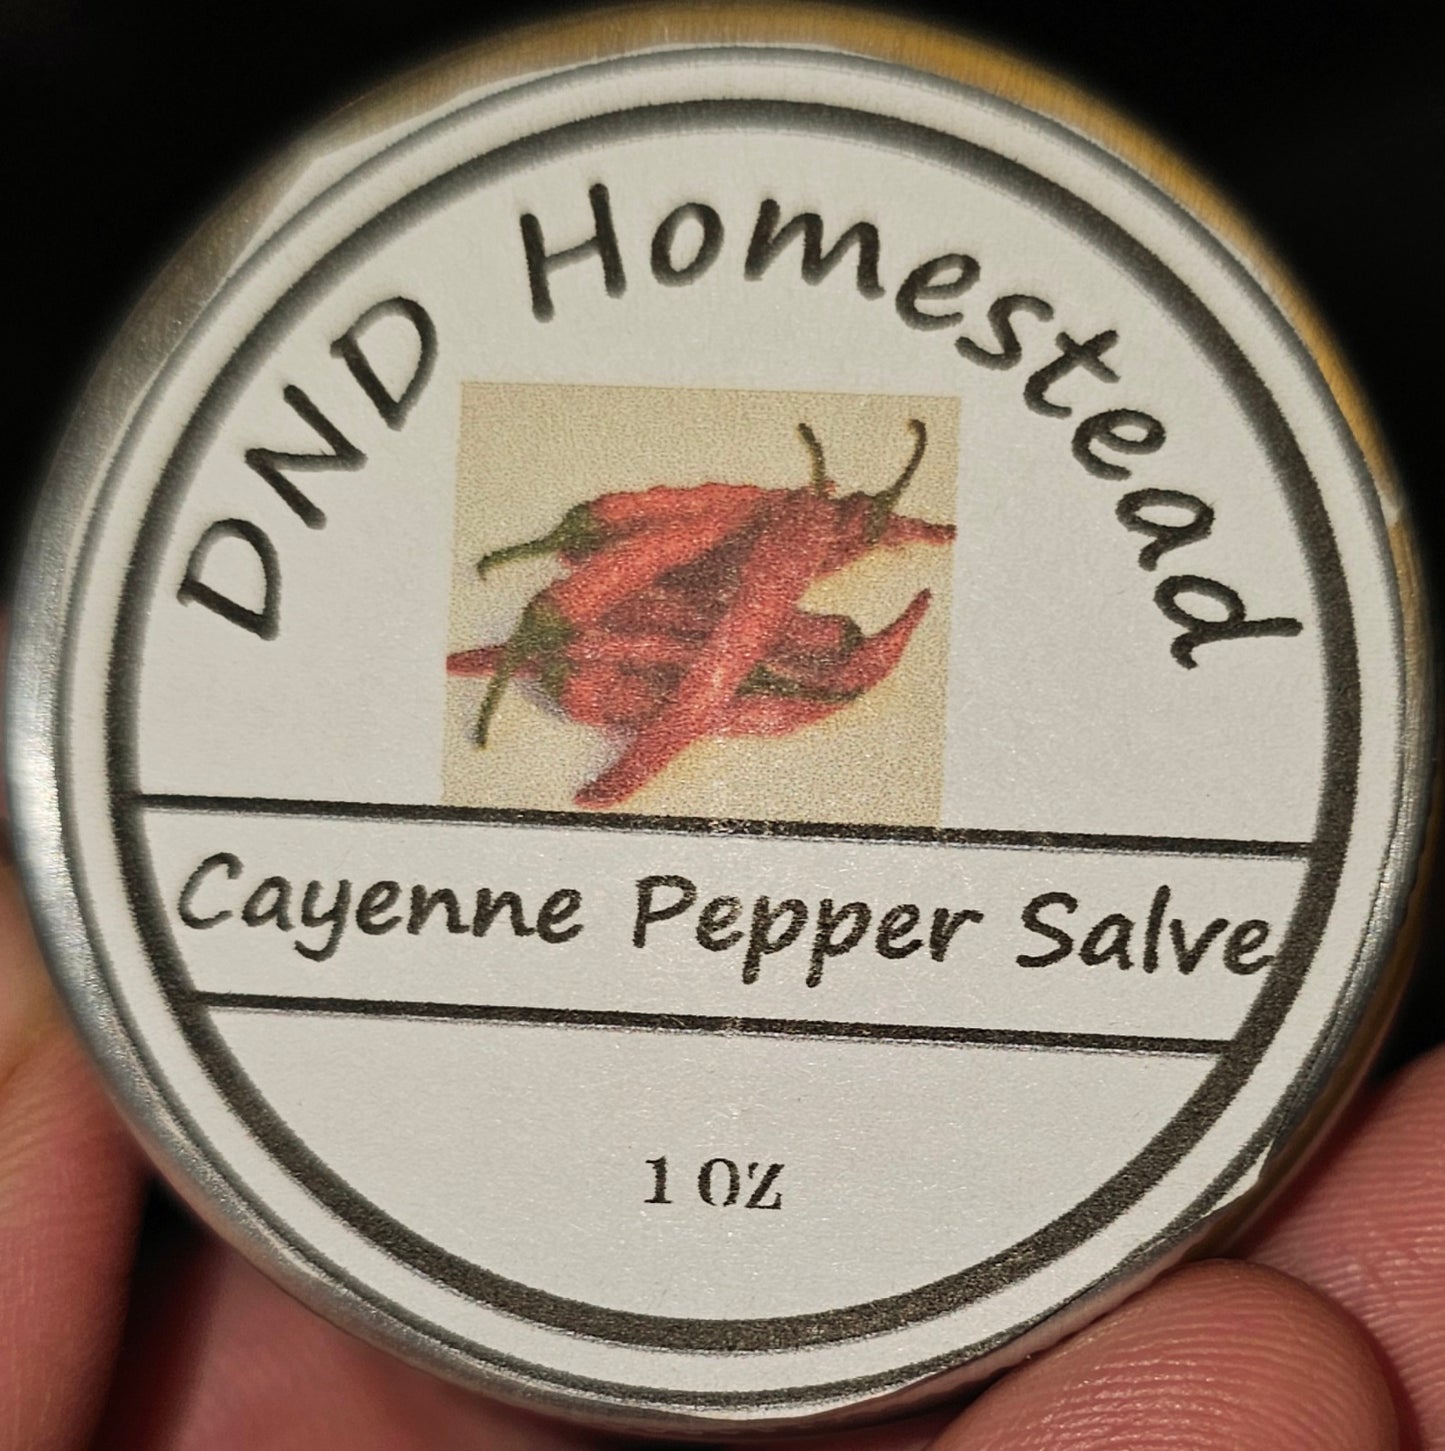 DND Homestead
Cayenne Pepper Salve
1 OZ